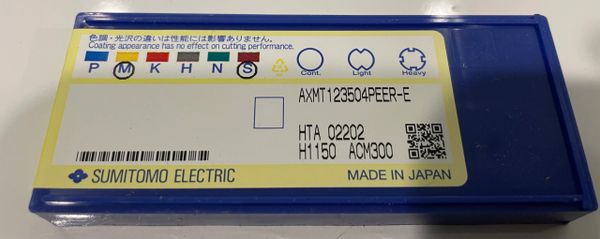 色調・光沢の違いは性能には影響ありません。
Coating appearance has no effect on cutting performance.
P M K H N S Cont. Light Heavy
AXMT123504PEER-E
HTA 02202
H1150 ACM300
SUMITOMO ELECTRIC MADE IN JAPAN